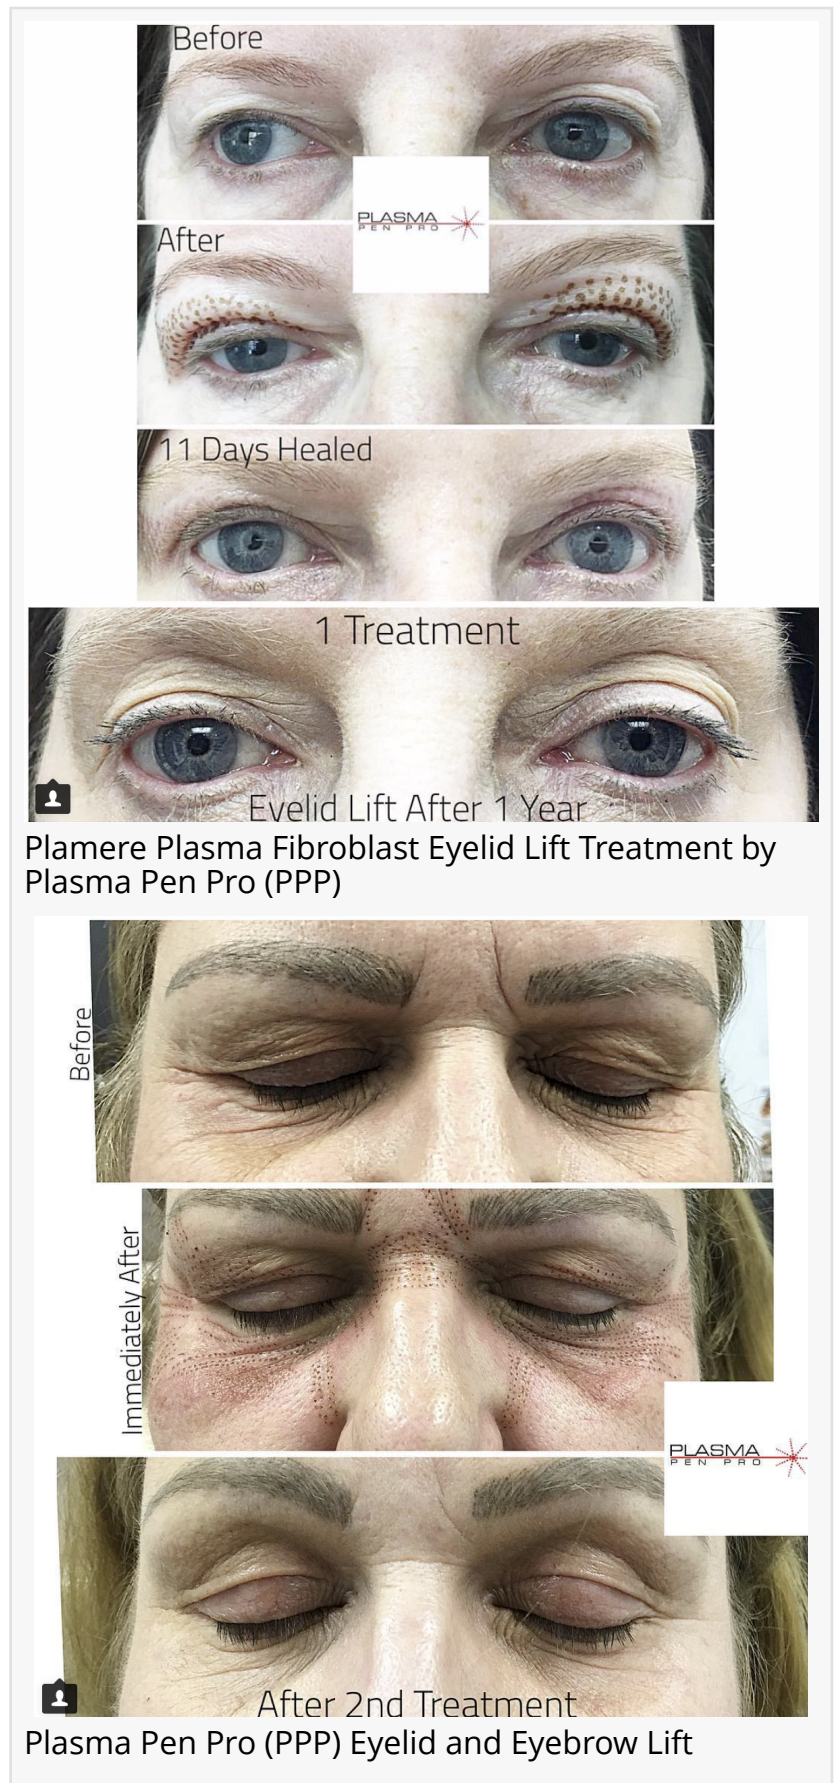 Before
PLASMA
PEN PRO
After
11 Days Healed
1 Treatment
Eyelid Lift After 1 Year
Plamere Plasma Fibroblast Eyelid Lift Treatment by
Plasma Pen Pro (PPP)
Before
Immediately After
PLASMA
PEN PRO
After 2nd Treatment
Plasma Pen Pro (PPP) Eyelid and Eyebrow Lift